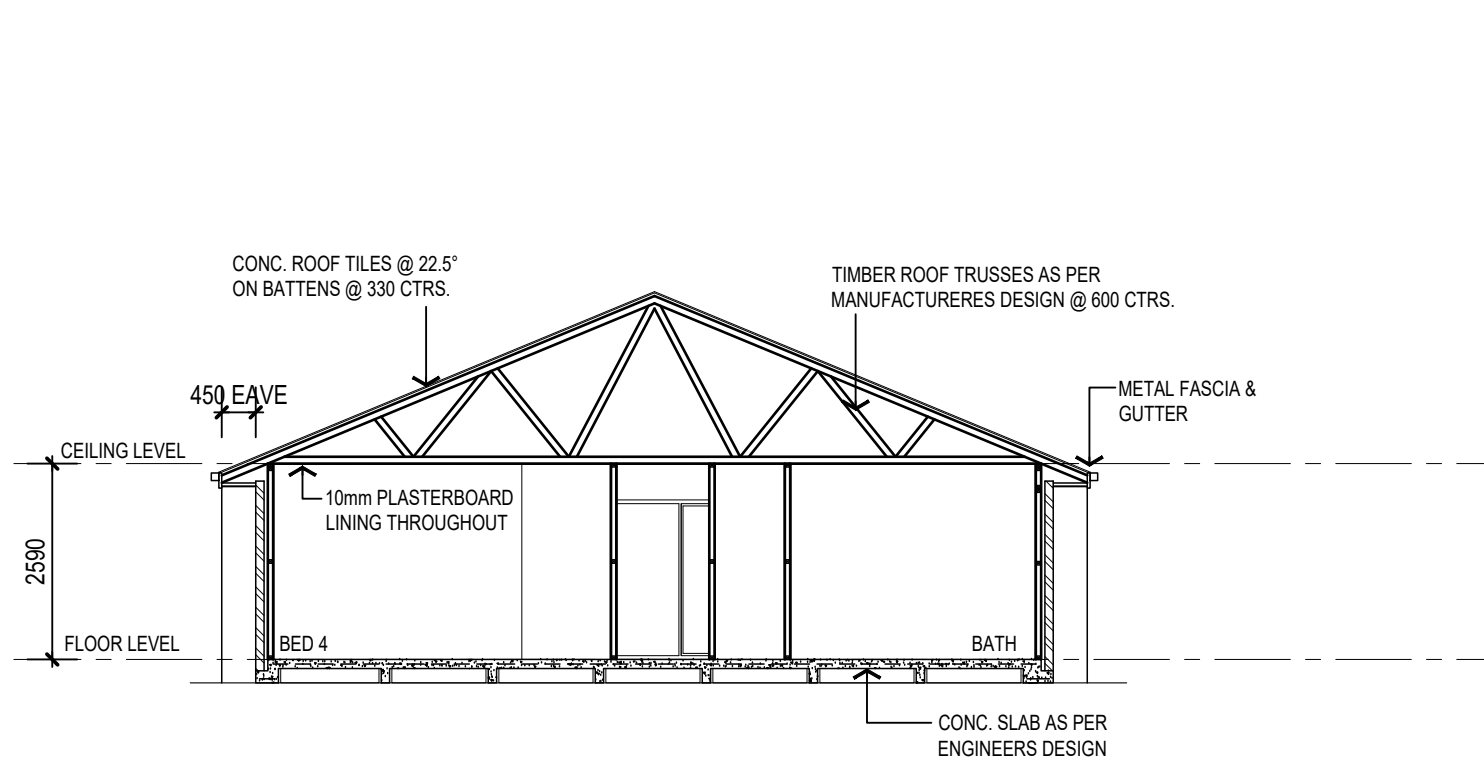 CONC. ROOF TILES @ 22.5°
ON BATTENS @ 330 CTRS.
TIMBER ROOF TRUSSES AS PER
MANUFACTURERES DESIGN @ 600 CTRS.
450 EAVE
METAL FASCIA &
GUTTER
CEILING LEVEL
10mm PLASTERBOARD
LINING THROUGHOUT
2590
FLOOR LEVEL
BED 4
BATH
CONC. SLAB AS PER
ENGINEERS DESIGN